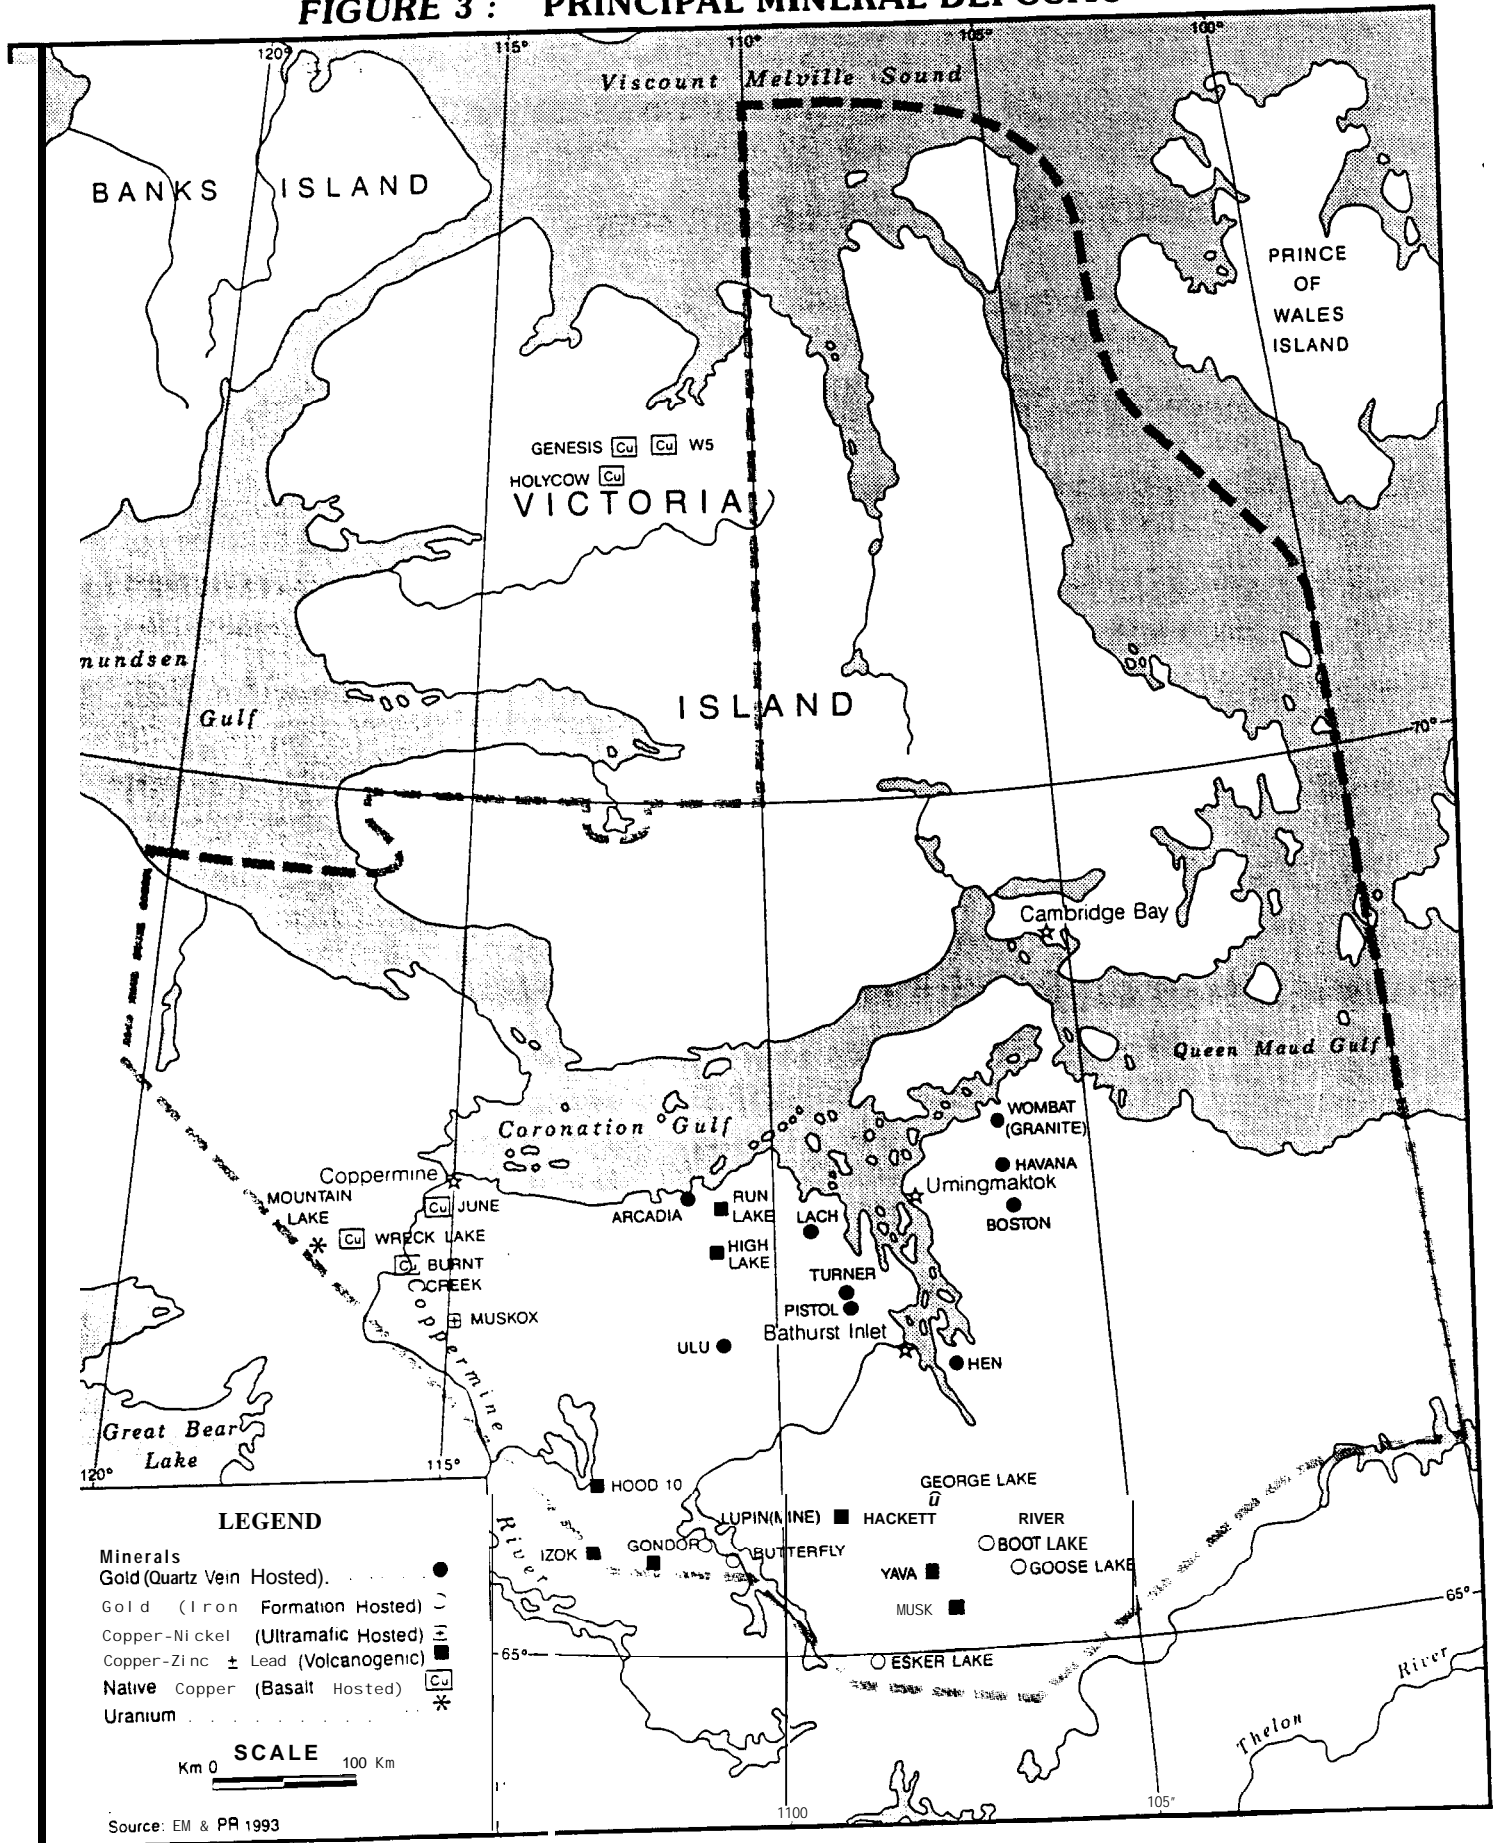 FIGURE 3 : PRINCIPAL MINERAL DEPOSITS
120°
115°
110°
105°
100°
Viscount Melville Sound
BANKS ISLAND
PRINCE
OF
WALES
ISLAND
GENESIS Cu Cu W5
HOLYCOW Cu
VICTORIA
mundsen
ISLAND
Gulf
70°
Cambridge Bay
Queen Maud Gulf
WOMBAT
(GRANITE)
Coronation Gulf
HAVANA
Coppermine
Umingmaktok
MOUNTAIN
LAKE
Cu JUNE
ARCADIA
RUN
LAKE
LACH
BOSTON
Cu WRECK LAKE
HIGH
LAKE
Cu BURNT
CREEK
TURNER
PISTOL
MUSKOX
Bathurst Inlet
ULU
HEN
Coppermine
Great Bear
Lake
120°
115°
HOOD 10
GEORGE LAKE
LUPIN(MINE)
HACKETT RIVER
River
BOOT LAKE
IZOK
GONDOR
BUTTERFLY
GOOSE LAKE
YAVA
MUSK
65°
65°
ESKER LAKE
River
Thelon
1100
105°
LEGEND
Minerals
Gold (Quartz Vein Hosted). . . . . .
Gold (Iron Formation Hosted)
Copper-Nickel (Ultramafic Hosted)
Copper-Zinc ± Lead (Volcanogenic)
Native Copper (Basalt Hosted) Cu
Uranium . . . . . . . . . . *
SCALE
Km 0 100 Km
Source: EM & PR 1993